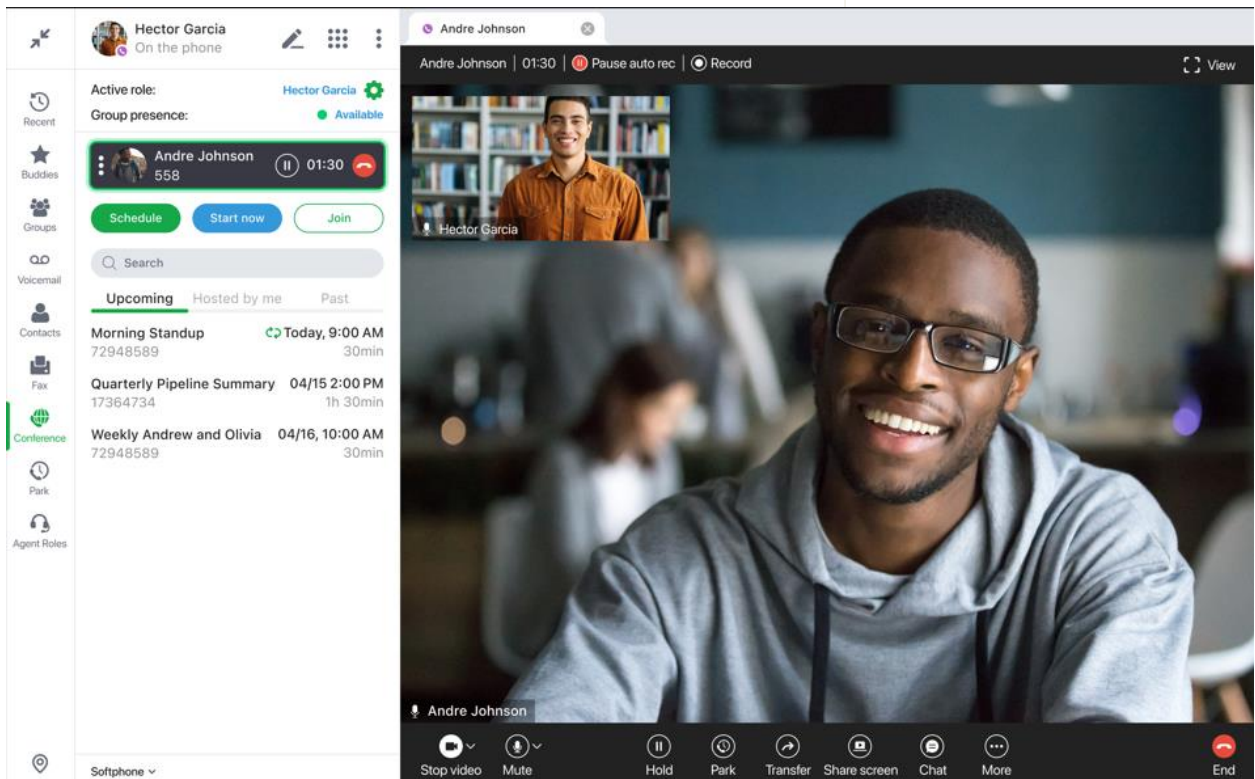 Hector Garcia
On the phone
Recent
Buddies
Groups
Voicemail
Contacts
Fax
Conference
Park
Agent Roles
Active role:
Hector Garcia
Group presence:
Available
Andre Johnson
558
01:30
Schedule
Start now
Join
Search
Upcoming
Hosted by me
Past
Morning Standup
Today, 9:00 AM
72948589
30min
Quarterly Pipeline Summary
04/15 2:00 PM
17364734
1h 30min
Weekly Andrew and Olivia
04/16, 10:00 AM
72948589
30min
Softphone
Andre Johnson
Andre Johnson | 01:30 | Pause auto rec | Record
View
Hector Garcia
Andre Johnson
Stop video
Mute
Hold
Park
Transfer
Share screen
Chat
More
End